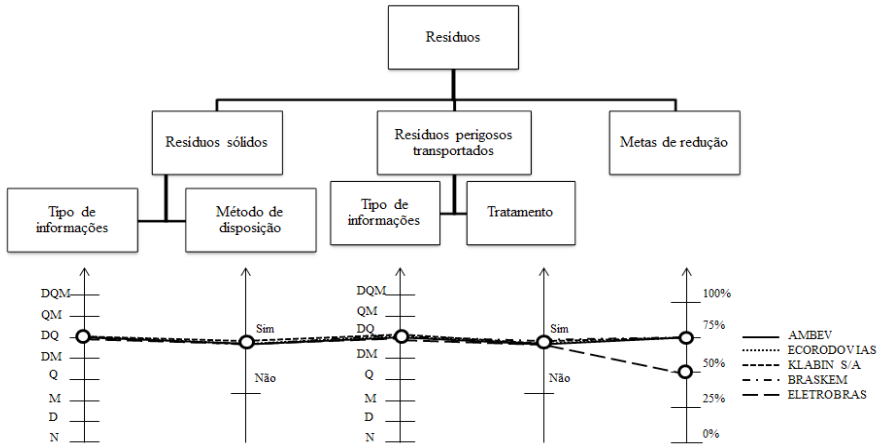 Resíduos
Resíduos sólidos
Resíduos perigosos
transportados
Metas de redução
Tipo de
informações
Método de
disposição
Tipo de
informações
Tratamento
DQM
QM
DQ
DM
Q
M
D
N
Sim
Não
DQM
QM
DQ
DM
Q
M
D
N
Sim
Não
100%
75%
50%
25%
0%
AMBEV
ECORODOVIAS
KLABIN S/A
BRASKEM
ELETROBRAS